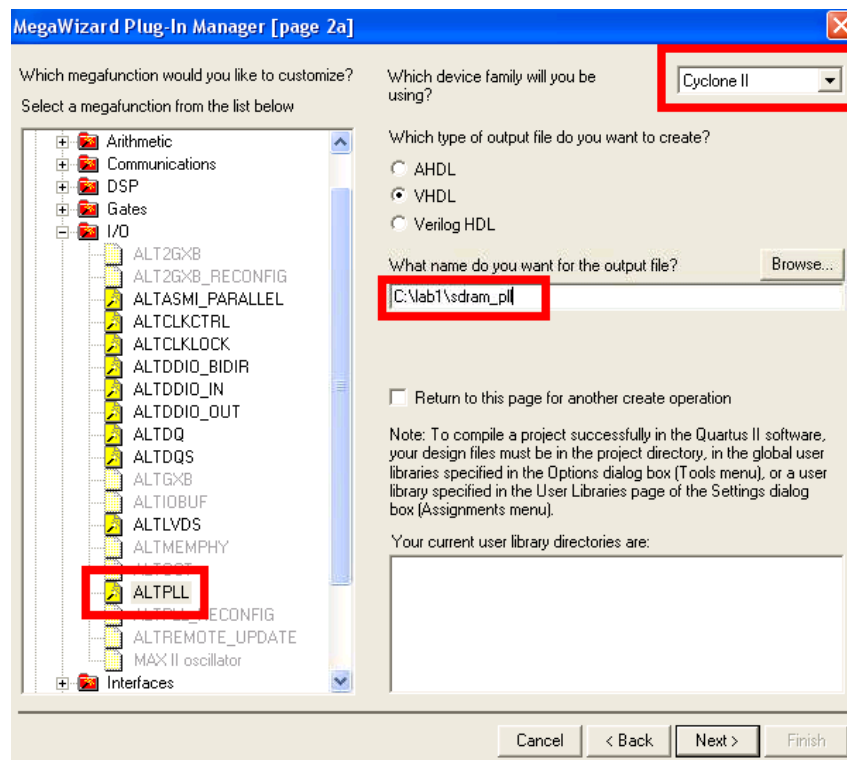 MegaWizard Plug-In Manager [page 2a]
Which megafunction would you like to customize?
Select a megafunction from the list below
Arithmetic
Communications
DSP
Gates
I/O
ALT2GXB
ALT2GXB_RECONFIG
ALTASMI_PARALLEL
ALTCLKCTRL
ALTCLKLOCK
ALTDDIO_BIDIR
ALTDDIO_IN
ALTDDIO_OUT
ALTDQ
ALTDQS
ALTGXB
ALTIOBUF
ALTLVDS
ALTMEMPHY
ALTPLL
ALTPLL_RECONFIG
ALTREMOTE_UPDATE
MAX II oscillator
Interfaces
Which device family will you be
using?
Cyclone II
Which type of output file do you want to create?
AHDL
VHDL
Verilog HDL
What name do you want for the output file?
Browse...
C:\lab1\sdram_pll
Return to this page for another create operation
Note: To compile a project successfully in the Quartus II software,
your design files must be in the project directory, in the global user
libraries specified in the Options dialog box (Tools menu), or a user
library specified in the User Libraries page of the Settings dialog
box (Assignments menu).
Your current user library directories are:
Cancel
< Back
Next >
Finish